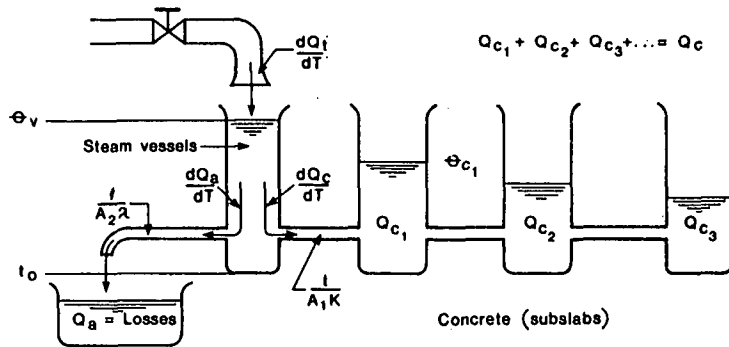 dQt
dT
Qc1 + Qc2 + Qc3 +...= Qc
ϴv
Steam vessels
ϴc1
dQa
dT
dQc
dT
t
A2λ
Qc1
Qc2
Qc3
to
t
A1K
Qa = Losses
Concrete (subslabs)